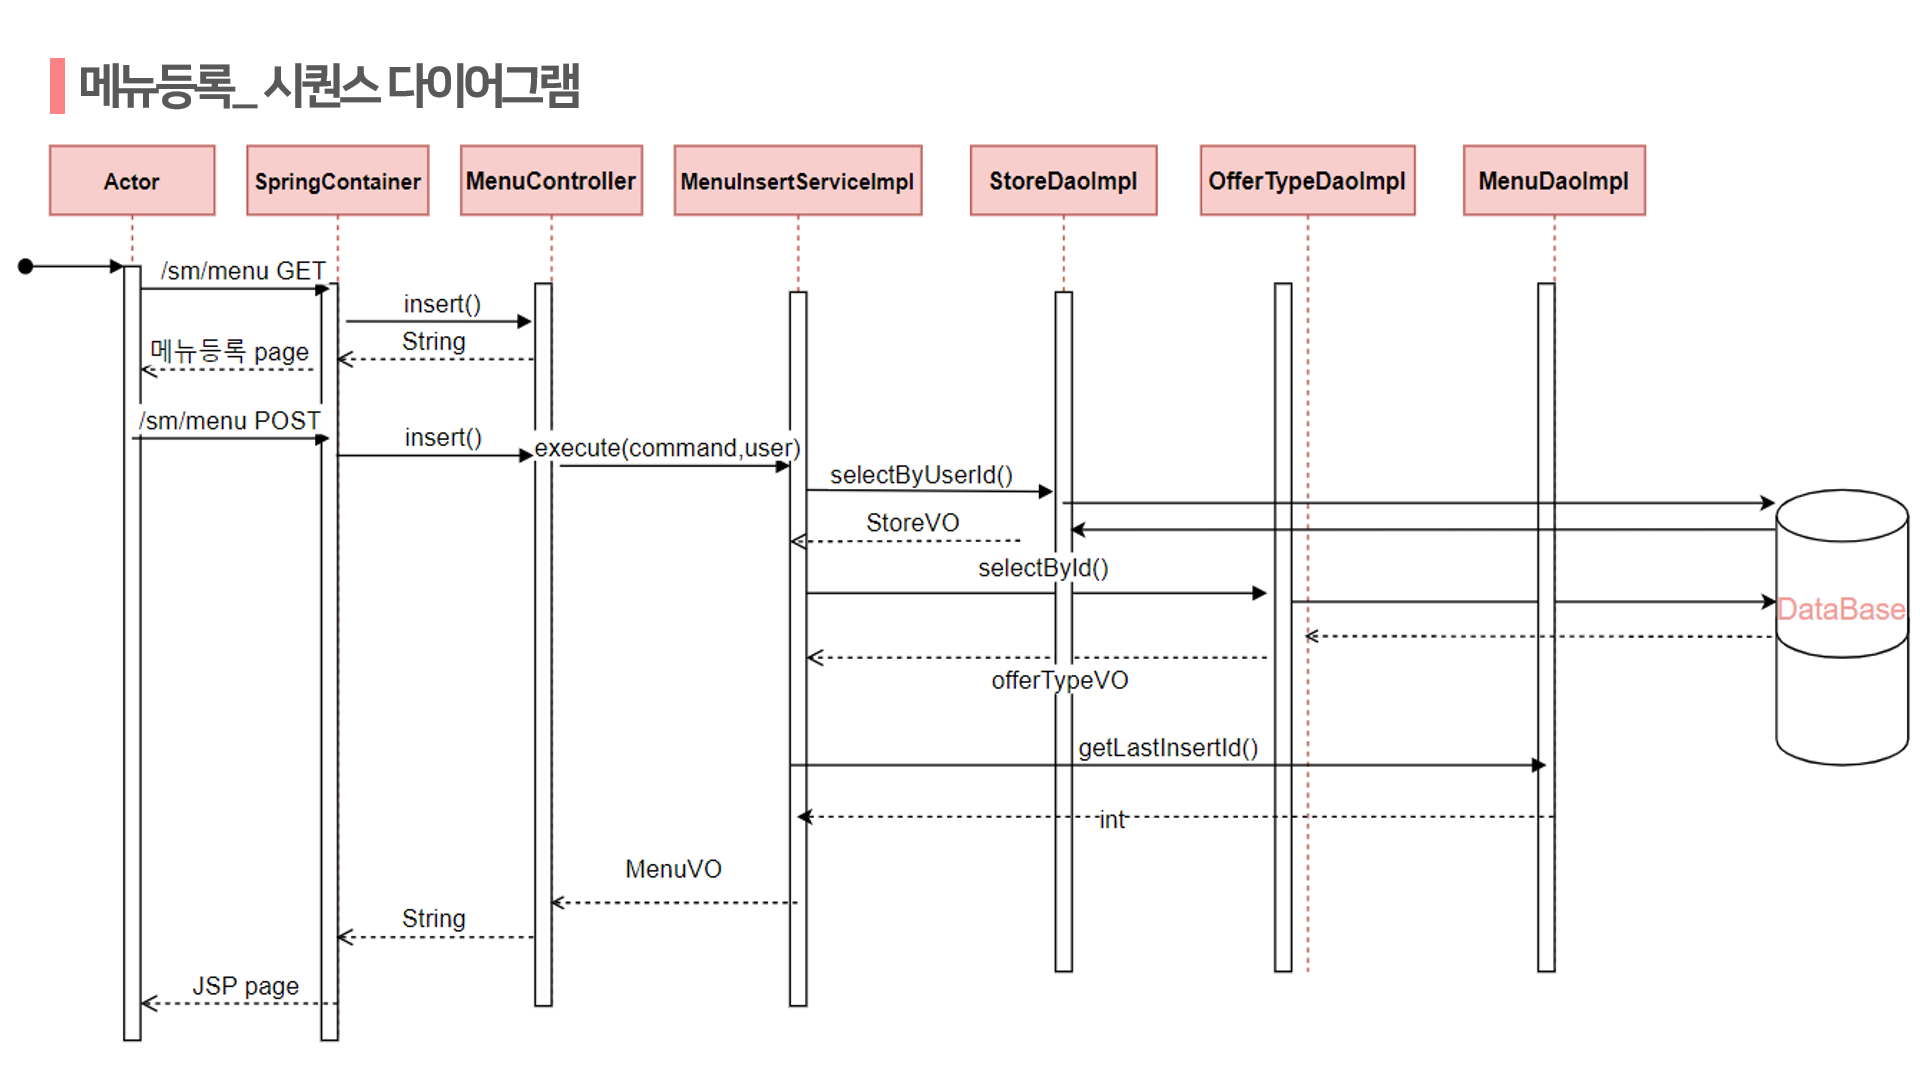 메뉴등록_ 시퀀스 다이어그램
Actor
SpringContainer
MenuController
MenuInsertServiceImpl
StoreDaoImpl
OfferTypeDaoImpl
MenuDaoImpl
/sm/menu GET
insert()
String
메뉴등록 page
/sm/menu POST
insert()
execute(command,user)
selectByUserId()
StoreVO
selectById()
DataBase
offerTypeVO
getLastInsertId()
int
MenuVO
String
JSP page